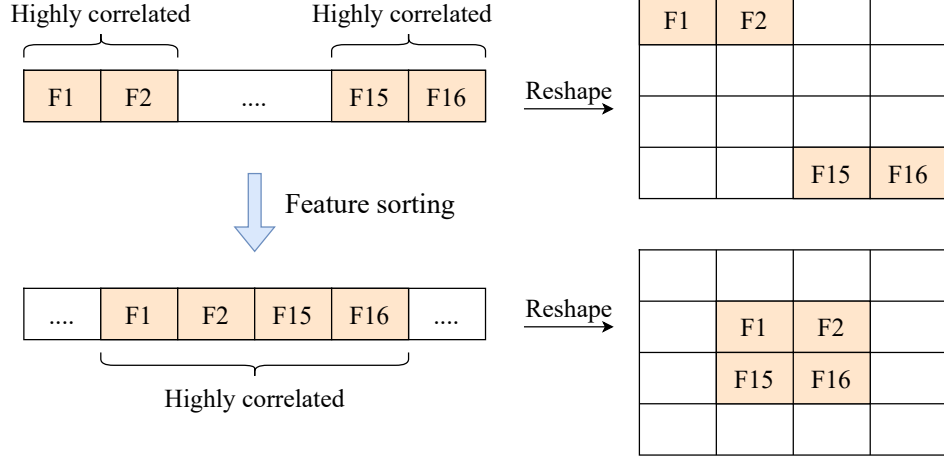 Highly correlated
Highly correlated
F1 F2 .... F15 F16
Reshape
F1 F2
F15 F16
Feature sorting
.... F1 F2 F15 F16 ....
Highly correlated
Reshape
F1 F2
F15 F16